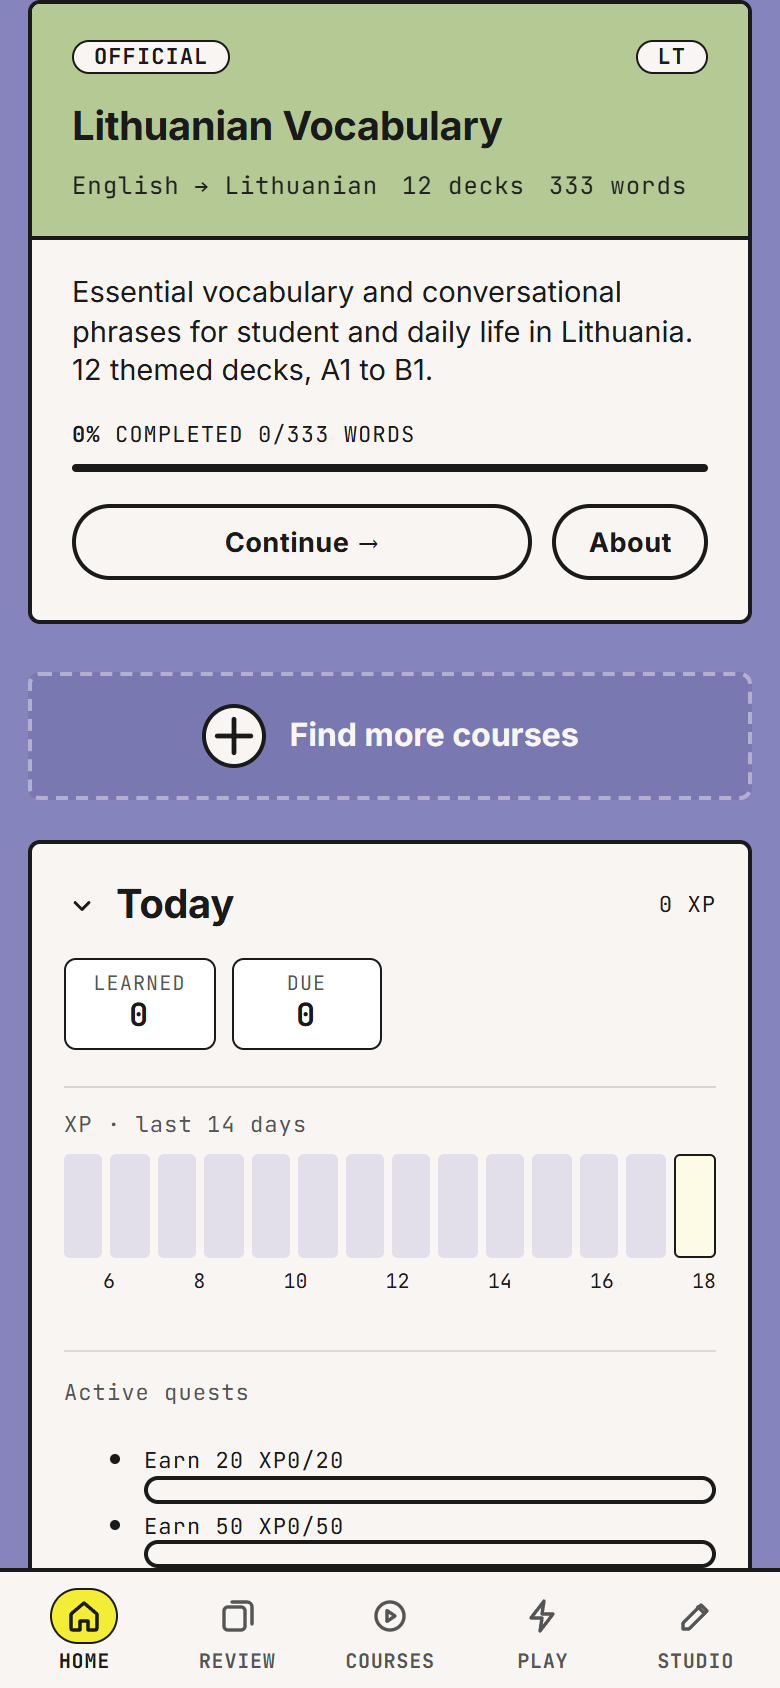 OFFICIAL LT
Lithuanian Vocabulary
English → Lithuanian 12 decks 333 words
Essential vocabulary and conversational
phrases for student and daily life in Lithuania.
12 themed decks, A1 to B1.
0% COMPLETED 0/333 WORDS
Continue → About
Find more courses
Today 0 XP
LEARNED DUE
0 0
XP · last 14 days
6 8 10 12 14 16 18
Active quests
• Earn 20 XP0/20
• Earn 50 XP0/50
HOME REVIEW COURSES PLAY STUDIO